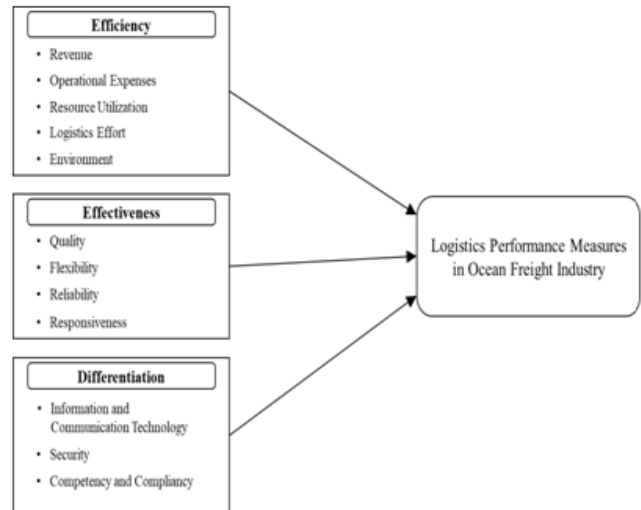 Efficiency
• Revenue
• Operational Expenses
• Resource Utilization
• Logistics Effort
• Environment
Effectiveness
• Quality
• Flexibility
• Reliability
• Responsiveness
Differentiation
• Information and
Communication Technology
• Security
• Competency and Compliancy
Logistics Performance Measures
in Ocean Freight Industry